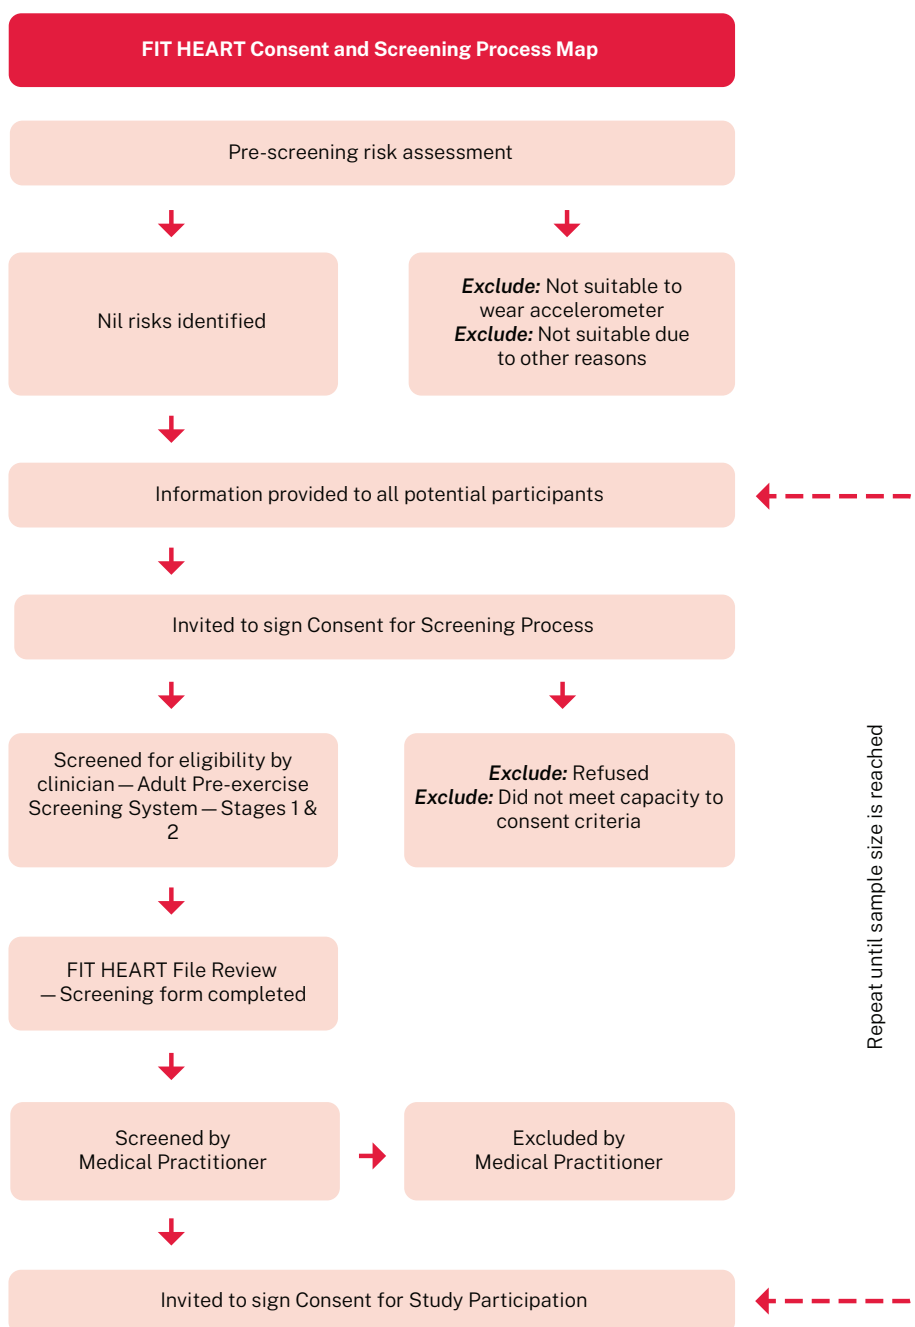 FIT HEART Consent and Screening Process Map
Pre-screening risk assessment
Nil risks identified
Exclude: Not suitable to
wear accelerometer
Exclude: Not suitable due
to other reasons
Information provided to all potential participants
Invited to sign Consent for Screening Process
Screened for eligibility by
clinician — Adult Pre-exercise
Screening System — Stages 1 &
2
Exclude: Refused
Exclude: Did not meet capacity to
consent criteria
FIT HEART File Review
— Screening form completed
Screened by
Medical Practitioner
Excluded by
Medical Practitioner
Invited to sign Consent for Study Participation
Repeat until sample size is reached